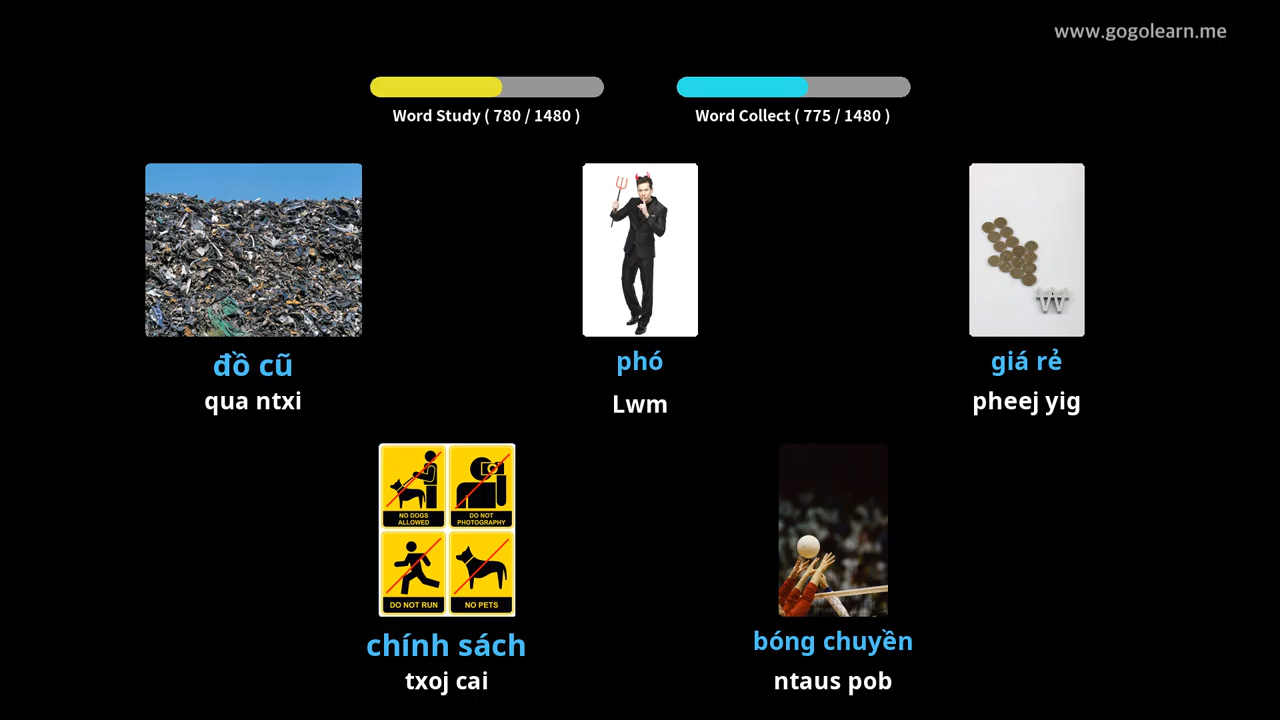 www.gogolearn.me
Word Study ( 780 / 1480 )
Word Collect ( 775 / 1480 )
đồ cũ
qua ntxi
phó
Lwm
giá rẻ
pheej yig
NO DOGS
ALLOWED
DO NOT
PHOTOGRAPHY
DO NOT RUN
NO PETS
chính sách
txoj cai
bóng chuyền
ntaus pob